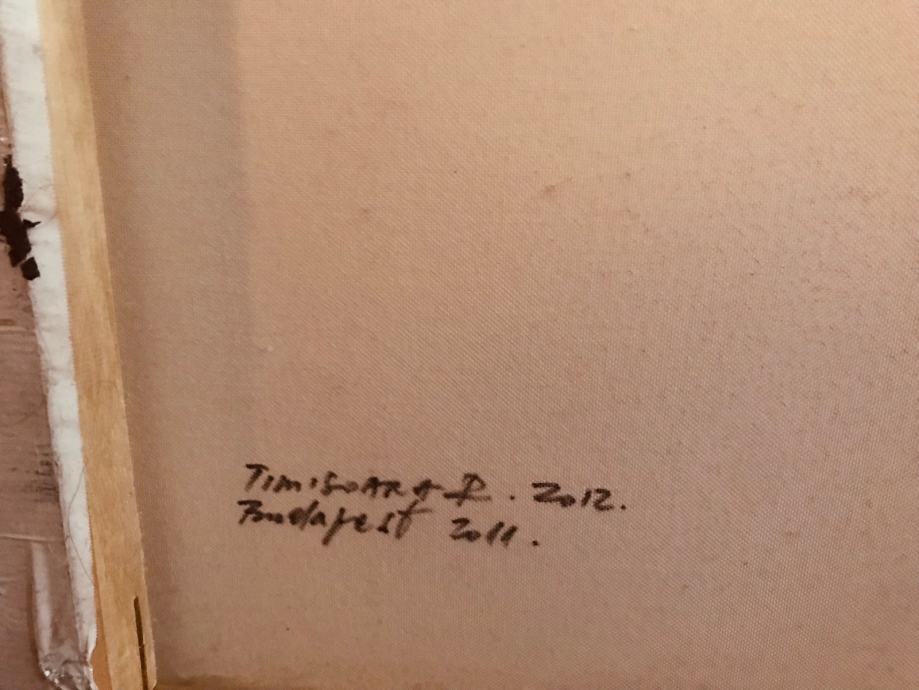 TIMISOARA R. 2012.
Budapest 2011.